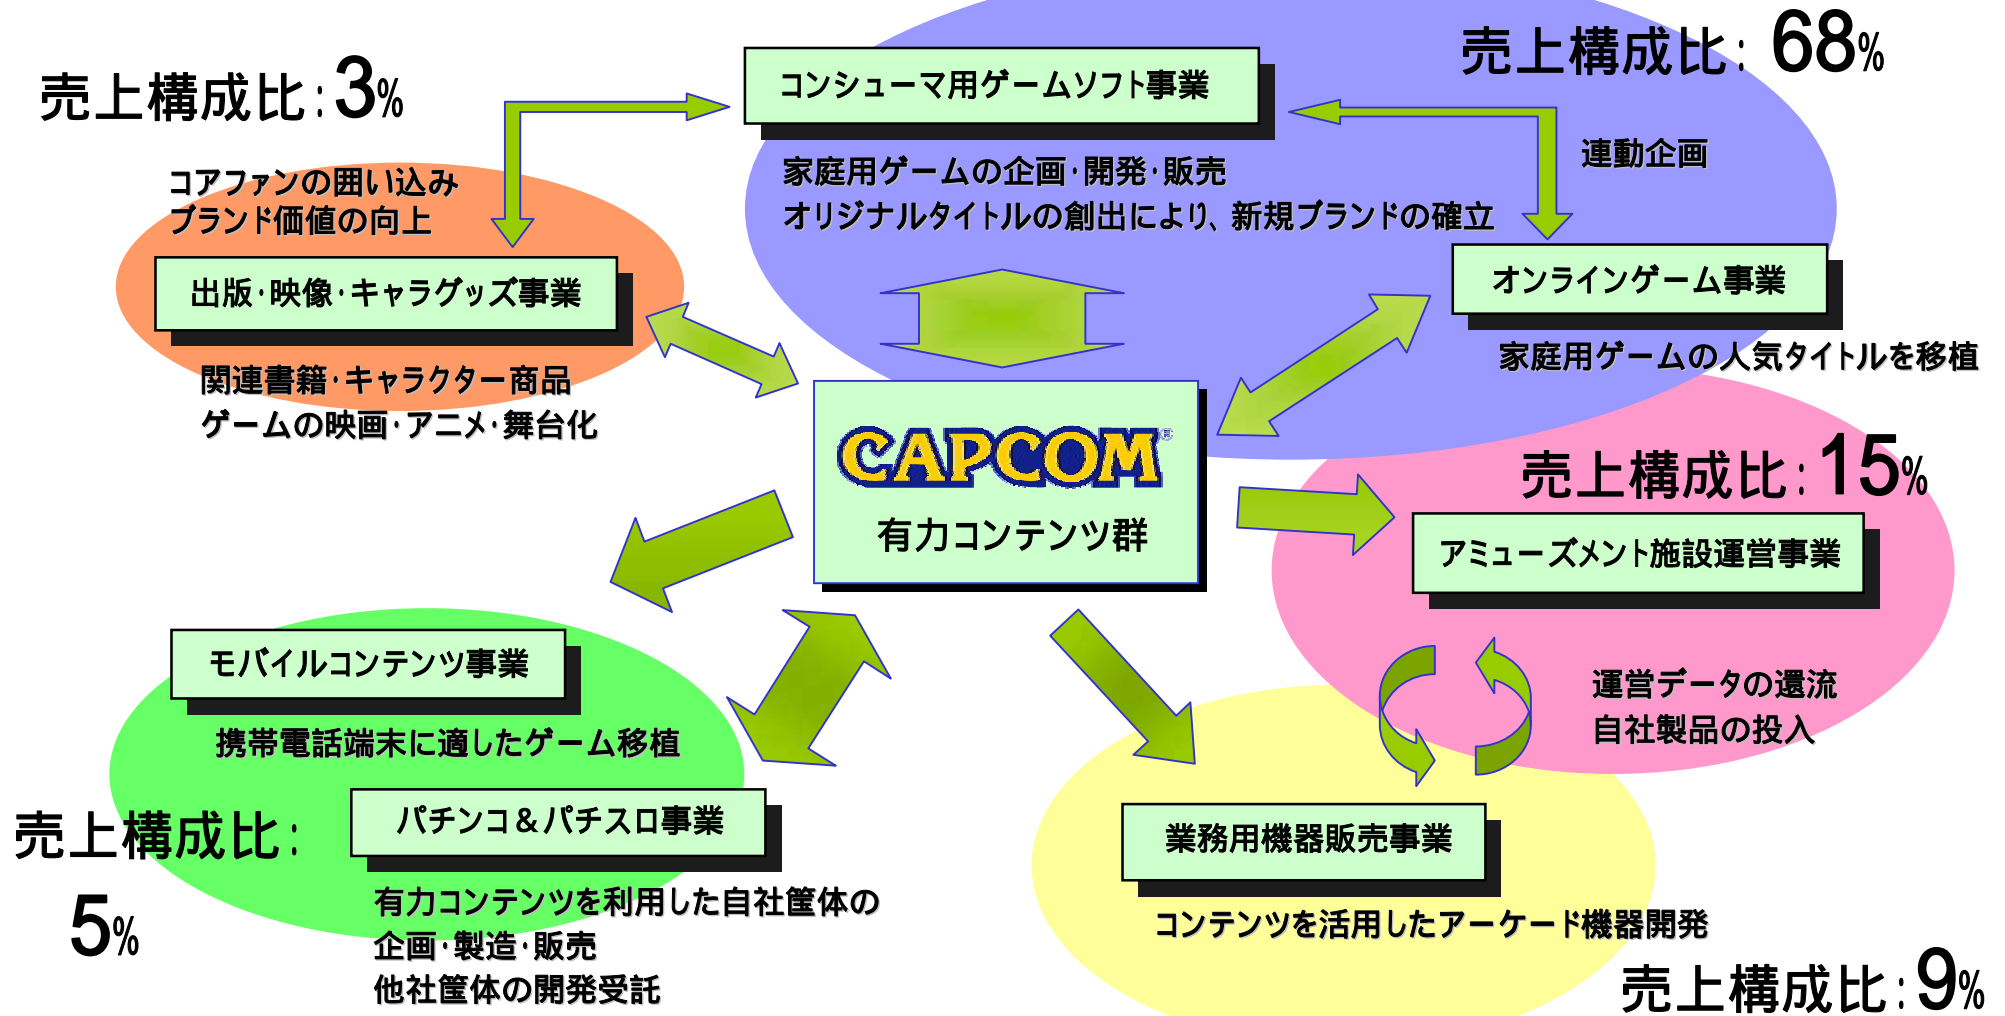 売上構成比：3%
コアファンの囲い込み
ブランド価値の向上
出版・映像・キャラグッズ事業
関連書籍・キャラクター商品
ゲームの映画・アニメ・舞台化
コンシューマ用ゲームソフト事業
家庭用ゲームの企画・開発・販売
オリジナルタイトルの創出により、新規ブランドの確立
売上構成比：68%
連動企画
オンラインゲーム事業
家庭用ゲームの人気タイトルを移植
CAPCOM®
有力コンテンツ群
売上構成比：15%
アミューズメント施設運営事業
運営データの還流
自社製品の投入
モバイルコンテンツ事業
携帯電話端末に適したゲーム移植
売上構成比：
5%
パチンコ＆パチスロ事業
有力コンテンツを利用した自社筐体の
企画・製造・販売
他社筐体の開発受託
業務用機器販売事業
コンテンツを活用したアーケード機器開発
売上構成比：9%